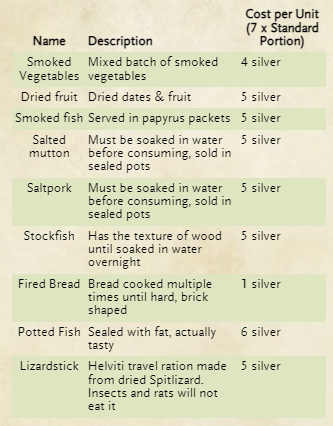 Cost per Unit
(7 x Standard
Name Description Portion)
Smoked Mixed batch of smoked 4 silver
Vegetables vegetables
Dried fruit Dried dates & fruit 5 silver
Smoked fish Served in papyrus packets 5 silver
Salted Must be soaked in water 5 silver
mutton before consuming, sold in
sealed pots
Saltpork Must be soaked in water 5 silver
before consuming, sold in
sealed pots
Stockfish Has the texture of wood 5 silver
until soaked in water
overnight
Fired Bread Bread cooked multiple 1 silver
times until hard, brick
shaped
Potted Fish Sealed with fat, actually 6 silver
tasty
Lizardstick Helviti travel ration made 5 silver
from dried Spitlizard.
Insects and rats will not
eat it